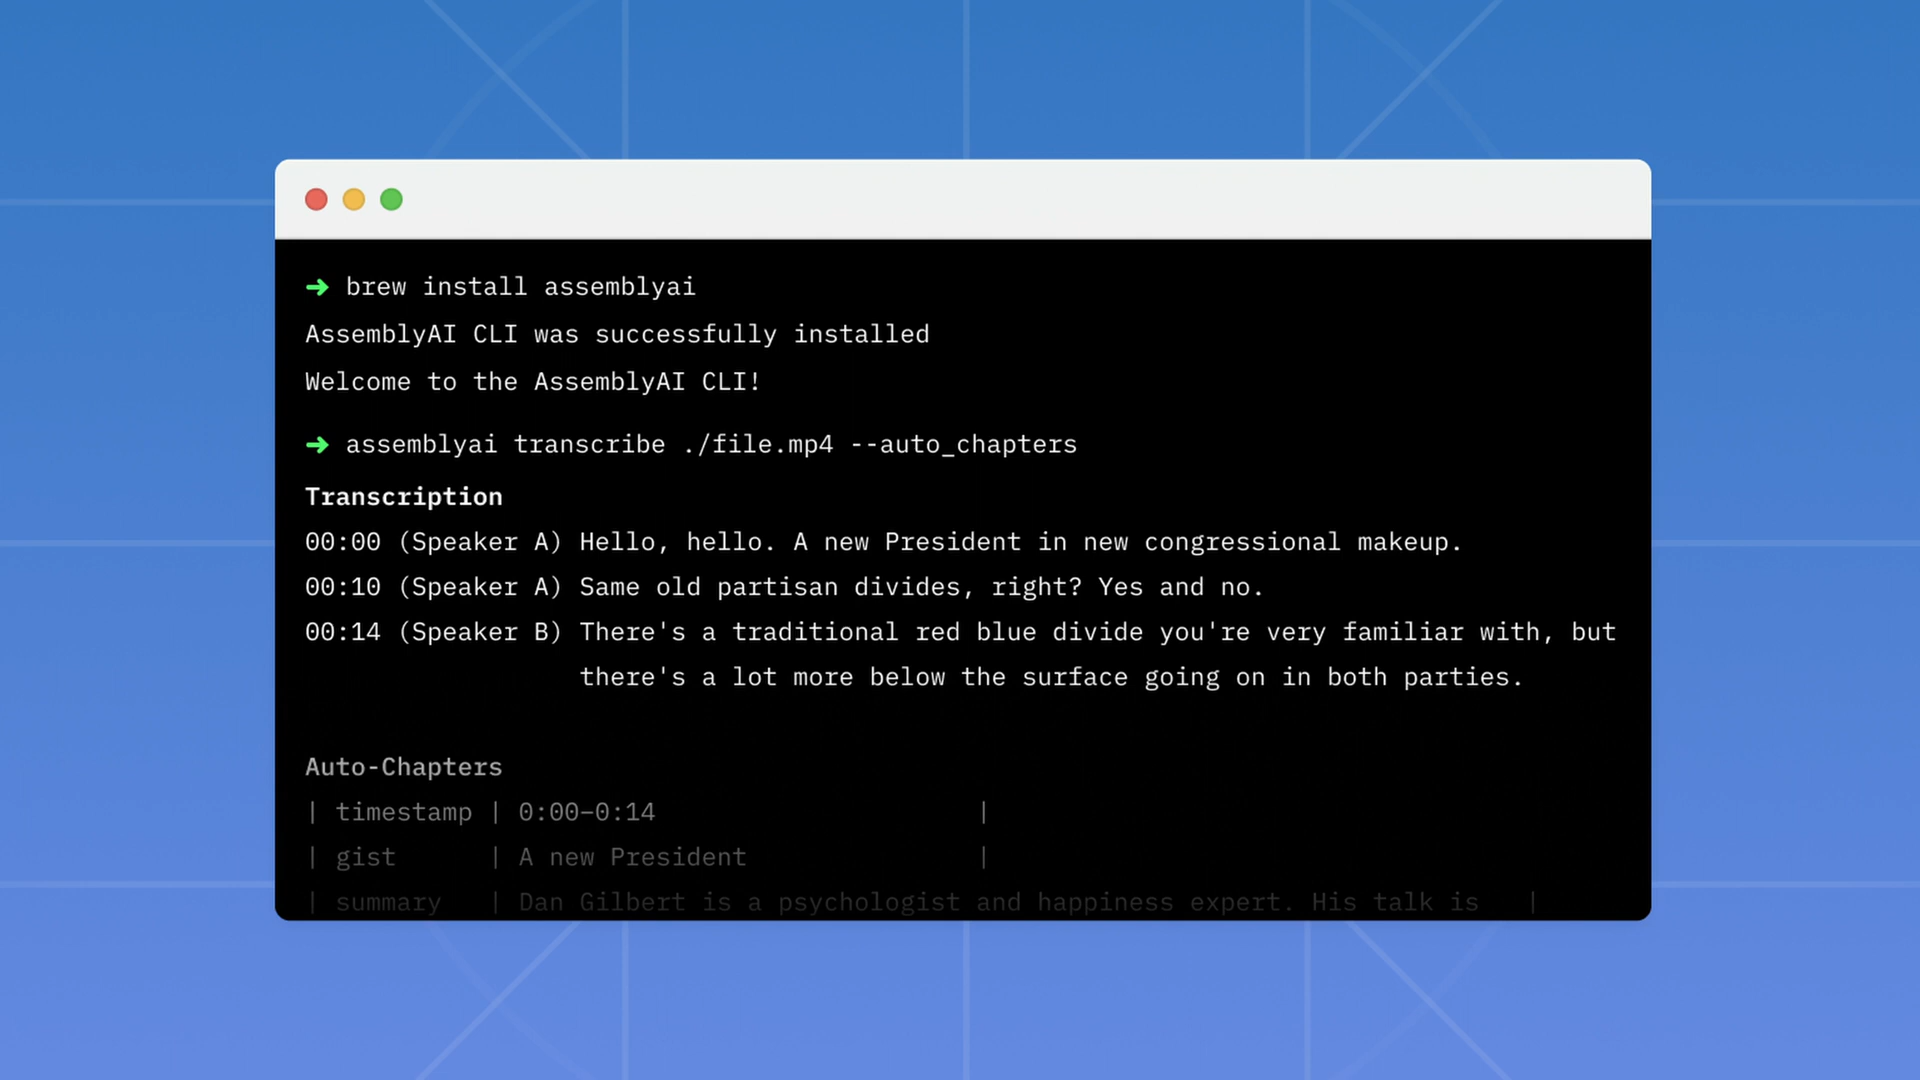 ➜ brew install assemblyai
AssemblyAI CLI was successfully installed
Welcome to the AssemblyAI CLI!
➜ assemblyai transcribe ./file.mp4 --auto_chapters
Transcription
00:00 (Speaker A) Hello, hello. A new President in new congressional makeup.
00:10 (Speaker A) Same old partisan divides, right? Yes and no.
00:14 (Speaker B) There's a traditional red blue divide you're very familiar with, but
there's a lot more below the surface going on in both parties.
Auto-Chapters
| timestamp | 0:00–0:14 |
| gist | A new President |
| summary | Dan Gilbert is a psychologist and happiness expert. His talk is |